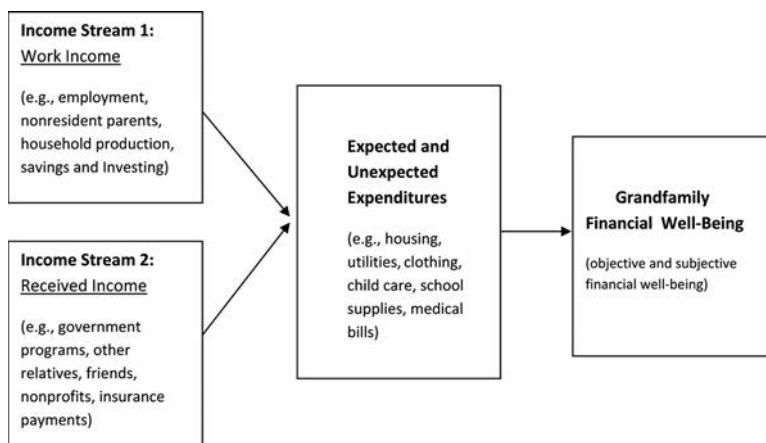 Income Stream 1:
Work Income
(e.g., employment,
nonresident parents,
household production,
savings and Investing)
Income Stream 2:
Received Income
(e.g., government
programs, other
relatives, friends,
nonprofits, insurance
payments)
Expected and
Unexpected
Expenditures
(e.g., housing,
utilities, clothing,
child care, school
supplies, medical
bills)
Grandfamily
Financial Well-Being
(objective and subjective
financial well-being)